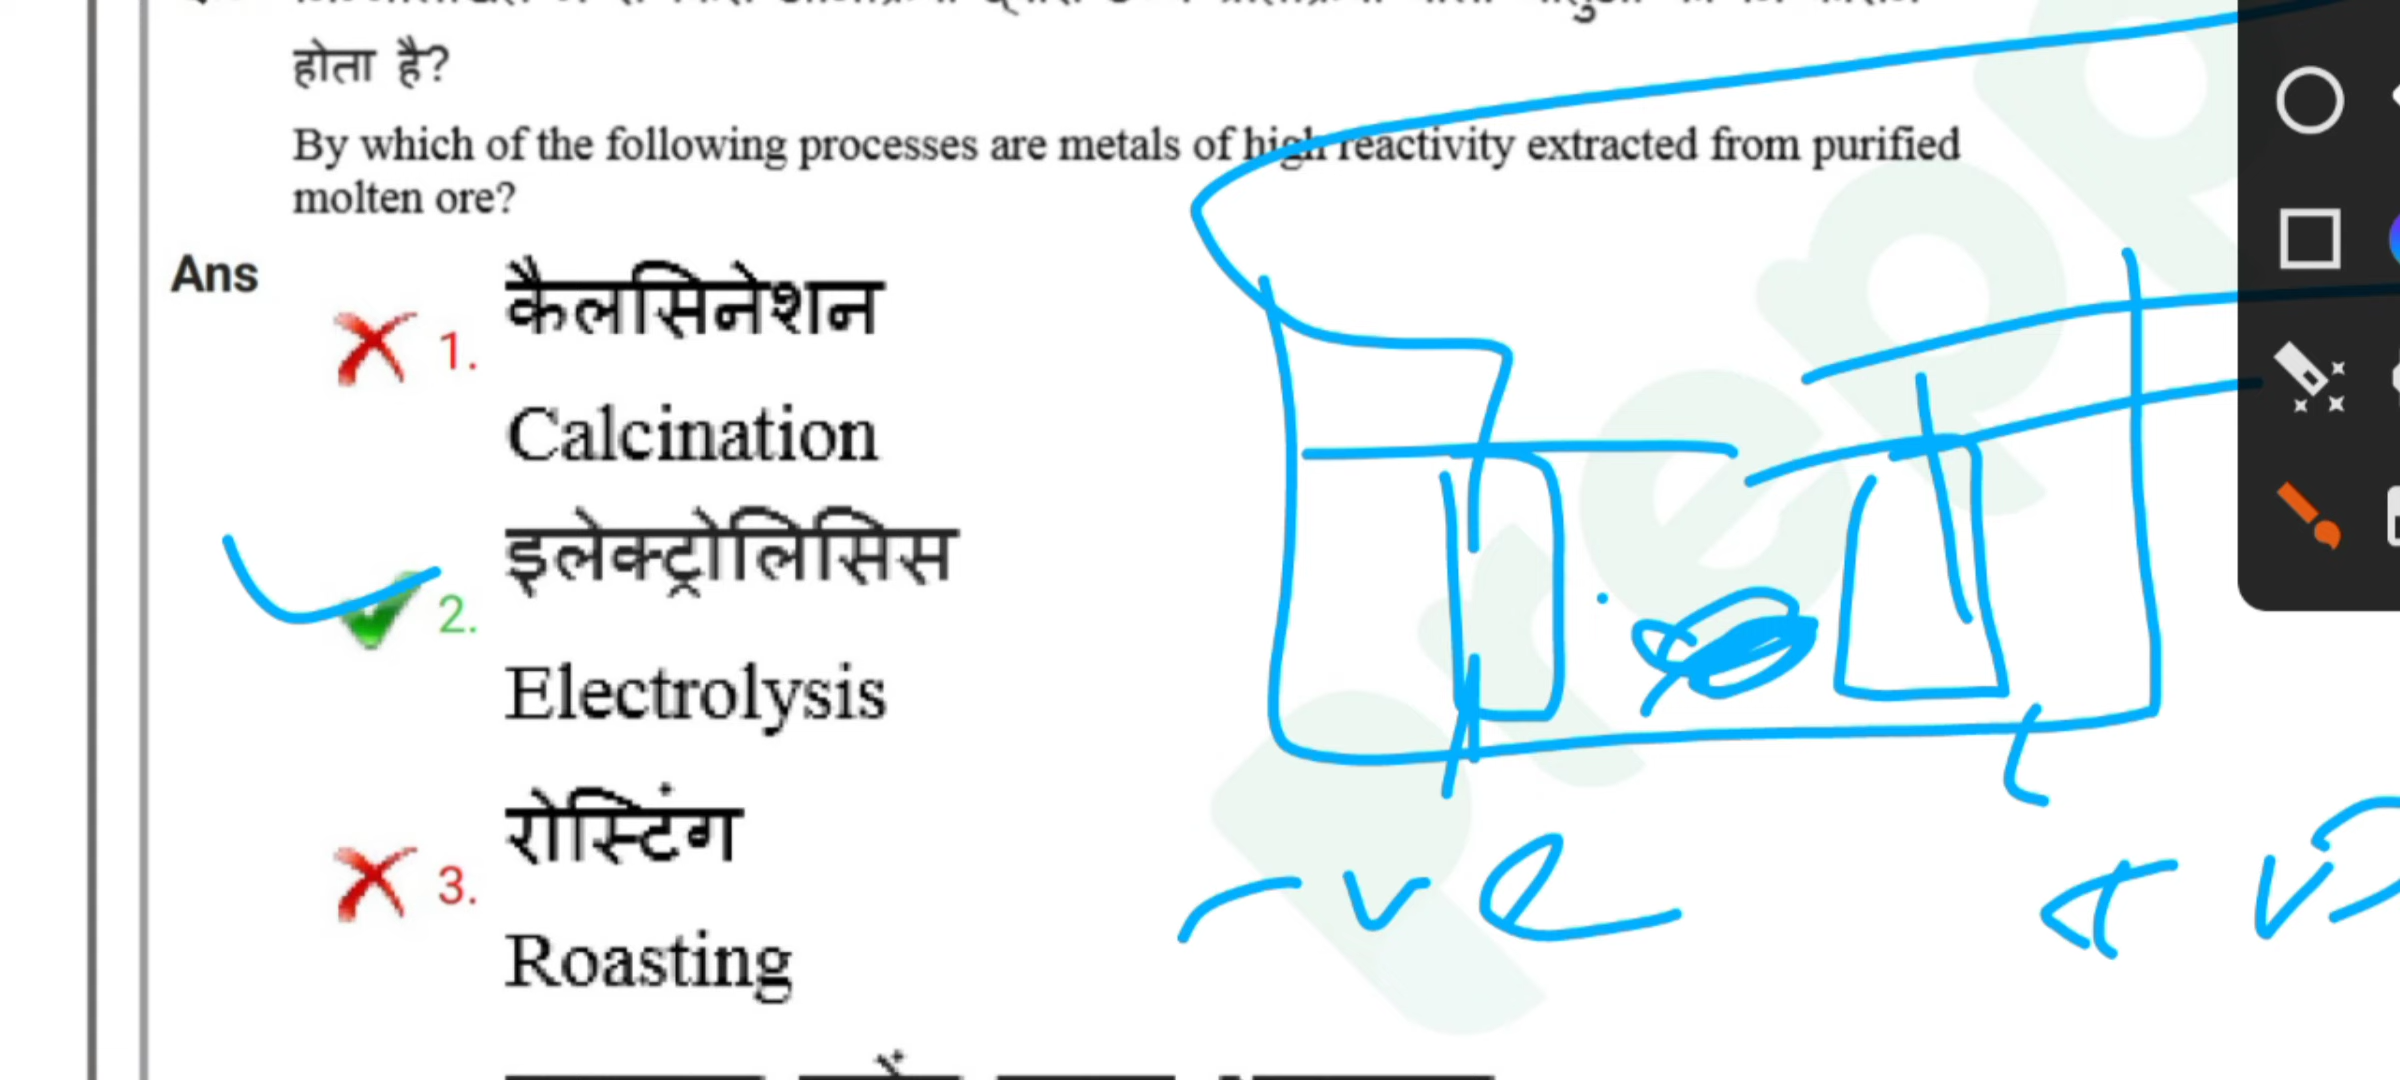 होता है?
By which of the following processes are metals of high reactivity extracted from purified
molten ore?
Ans
1. कैलसिनेशन
Calcination
2. इलेक्ट्रोलिसिस
Electrolysis
3. रोस्टिंग
Roasting
-ve